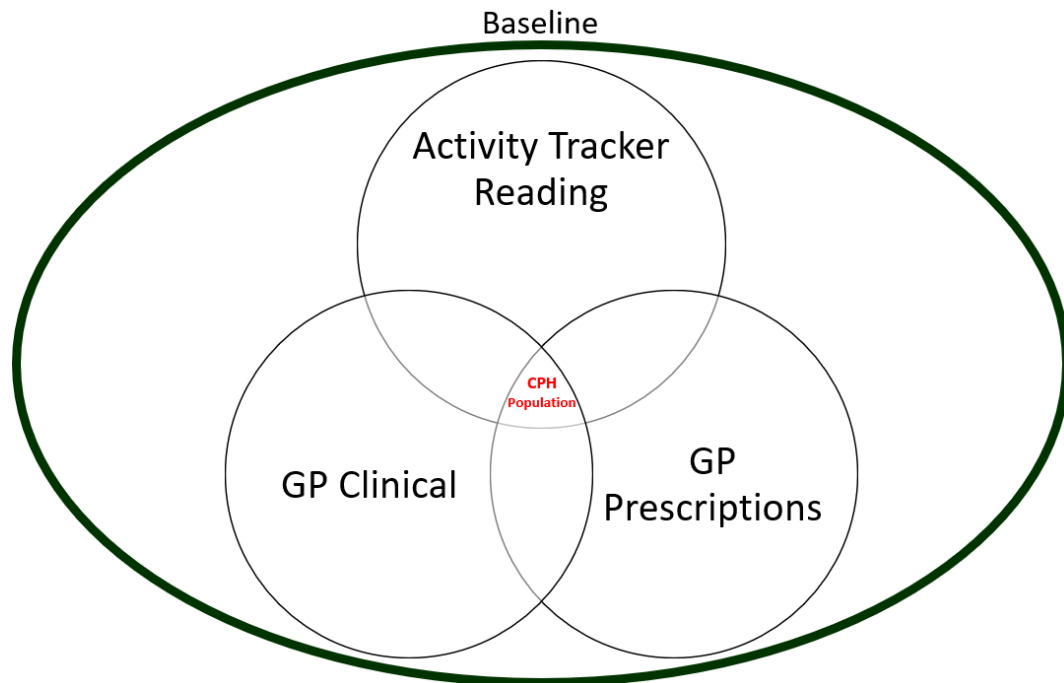 Baseline
Activity Tracker
Reading
CPH
Population
GP Clinical
GP
Prescriptions